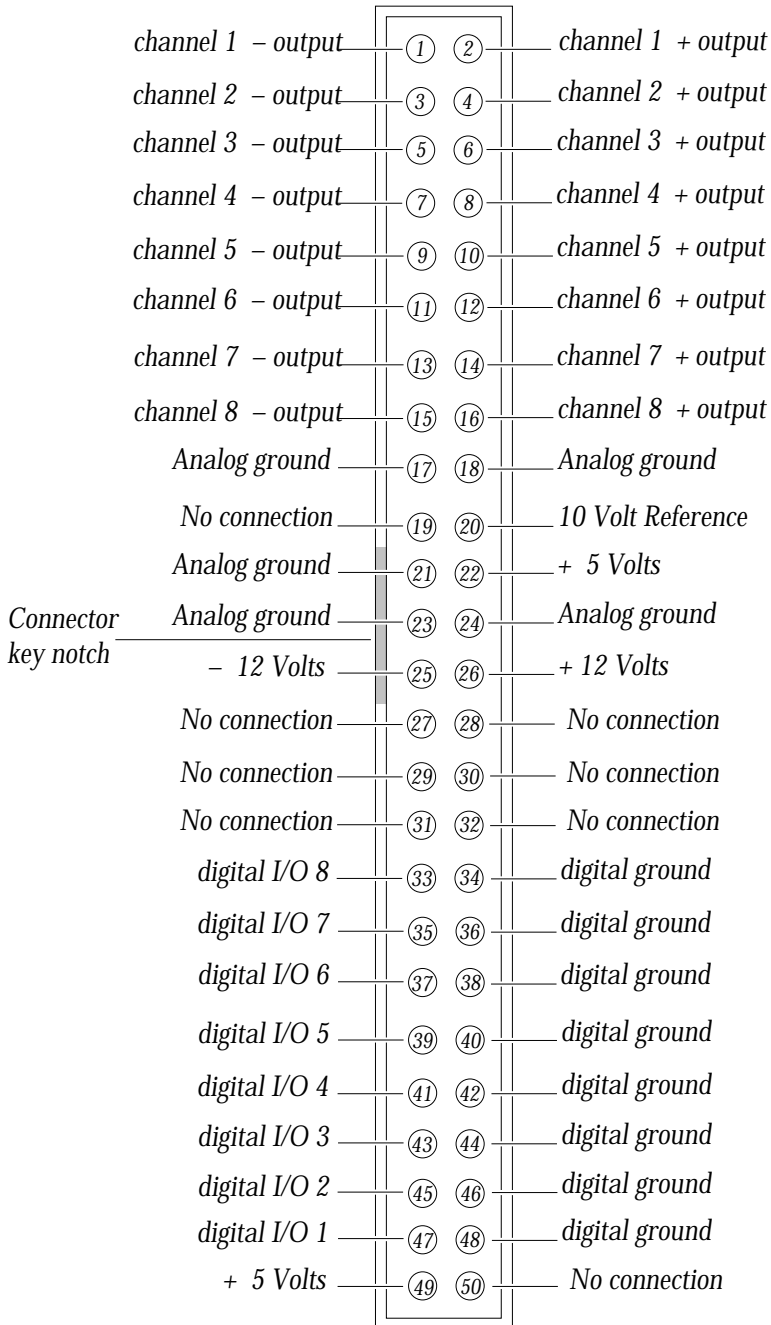 channel 1 – output 1 2 channel 1 + output
channel 2 – output 3 4 channel 2 + output
channel 3 – output 5 6 channel 3 + output
channel 4 – output 7 8 channel 4 + output
channel 5 – output 9 10 channel 5 + output
channel 6 – output 11 12 channel 6 + output
channel 7 – output 13 14 channel 7 + output
channel 8 – output 15 16 channel 8 + output
Analog ground 17 18 Analog ground
No connection 19 20 10 Volt Reference
Analog ground 21 22 + 5 Volts
Connector
key notch
Analog ground 23 24 Analog ground
– 12 Volts 25 26 + 12 Volts
No connection 27 28 No connection
No connection 29 30 No connection
No connection 31 32 No connection
digital I/O 8 33 34 digital ground
digital I/O 7 35 36 digital ground
digital I/O 6 37 38 digital ground
digital I/O 5 39 40 digital ground
digital I/O 4 41 42 digital ground
digital I/O 3 43 44 digital ground
digital I/O 2 45 46 digital ground
digital I/O 1 47 48 digital ground
+ 5 Volts 49 50 No connection